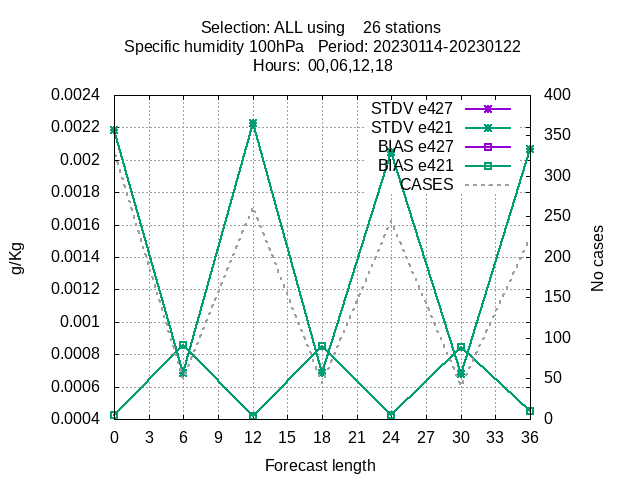 Selection: ALL using    26 stations
Specific humidity 100hPa   Period: 20230114-20230122
Hours:  00,06,12,18
0.0024
0.0022
0.002
0.0018
0.0016
0.0014
0.0012
0.001
0.0008
0.0006
0.0004
g/Kg
STDV e427
STDV e421
BIAS e427
BIAS e421
CASES
400
350
300
250
200
150
100
50
0
No cases
0 3 6 9 12 15 18 21 24 27 30 33 36
Forecast length